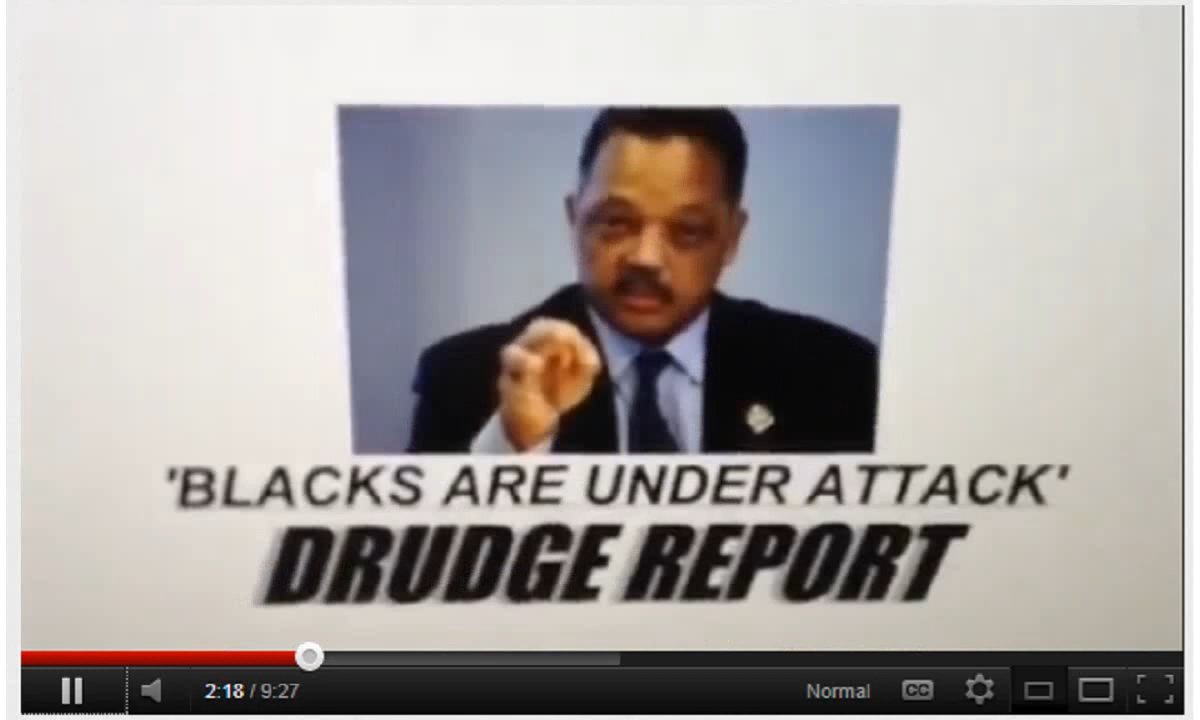 'BLACKS ARE UNDER ATTACK'
DRUDGE REPORT
2:18 / 9:27
Normal
CC